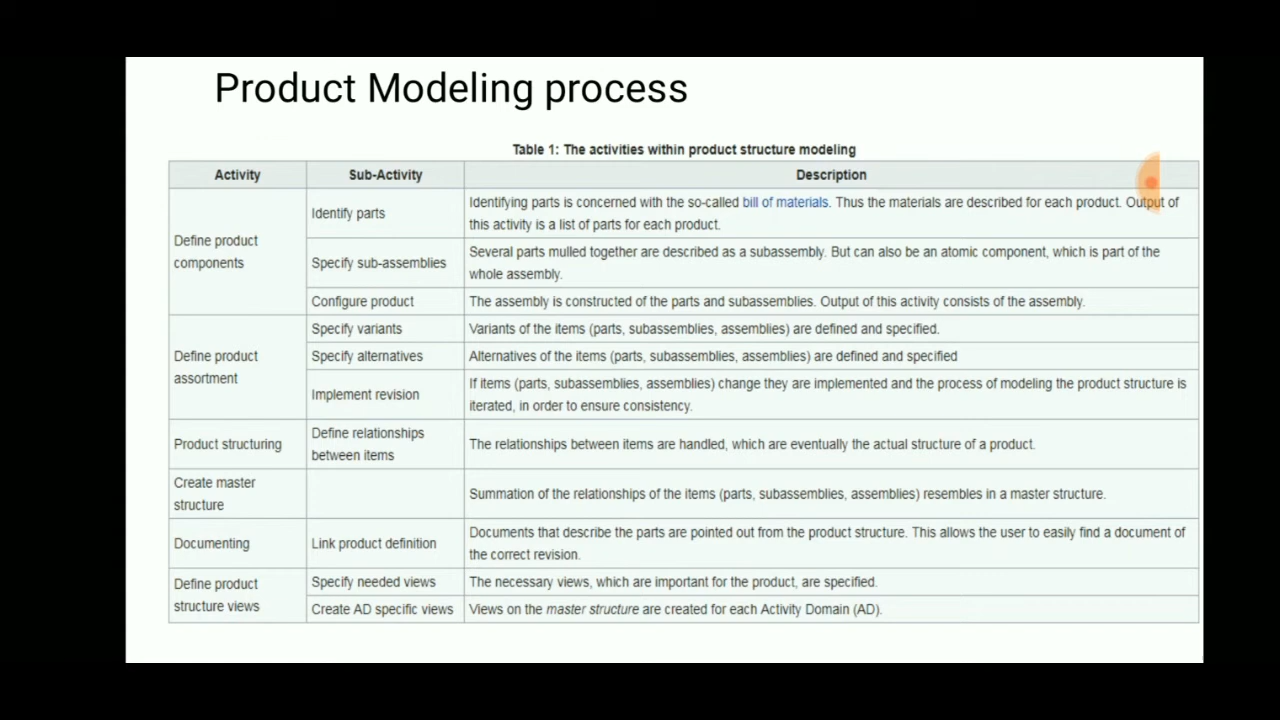 Product Modeling process
Table 1: The activities within product structure modeling
Activity
Sub-Activity
Description
Define product
components
Identify parts
Identifying parts is concerned with the so-called bill of materials. Thus the materials are described for each product. Output of
this activity is a list of parts for each product.
Specify sub-assemblies
Several parts mulled together are described as a subassembly. But can also be an atomic component, which is part of the
whole assembly.
Configure product
The assembly is constructed of the parts and subassemblies. Output of this activity consists of the assembly.
Define product
assortment
Specify variants
Variants of the items (parts, subassemblies, assemblies) are defined and specified.
Specify alternatives
Alternatives of the items (parts, subassemblies, assemblies) are defined and specified
Implement revision
If items (parts, subassemblies, assemblies) change they are implemented and the process of modeling the product structure is
iterated, in order to ensure consistency.
Product structuring
Define relationships
between items
The relationships between items are handled, which are eventually the actual structure of a product.
Create master
structure
Summation of the relationships of the items (parts, subassemblies, assemblies) resembles in a master structure.
Documenting
Link product definition
Documents that describe the parts are pointed out from the product structure. This allows the user to easily find a document of
the correct revision.
Define product
structure views
Specify needed views
The necessary views, which are important for the product, are specified.
Create AD specific views
Views on the master structure are created for each Activity Domain (AD).